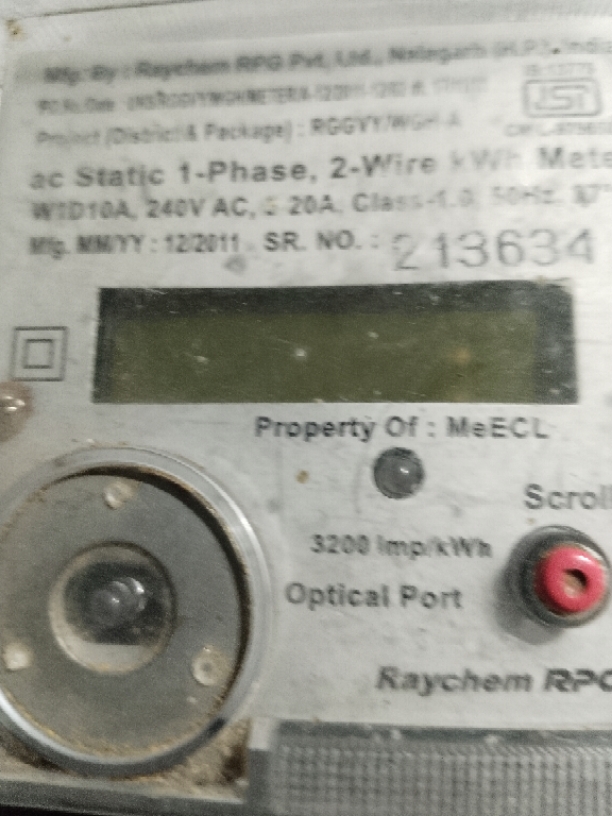 Mfg. By : Raychem RPG Pvt. Ltd., Nalagarh (H.P.), India
Project (District & Package) : RGGVY/WGH-A
ISI
ac Static 1-Phase, 2-Wire kWh Mete
W1D10A, 240V AC, 20A, Class-1.0, 50Hz,
Mfg. MM/YY : 12/2011 SR. NO. : 213634
Property Of : MeECL
Scroll
3200 Imp/kWh
Optical Port
Raychem RPG